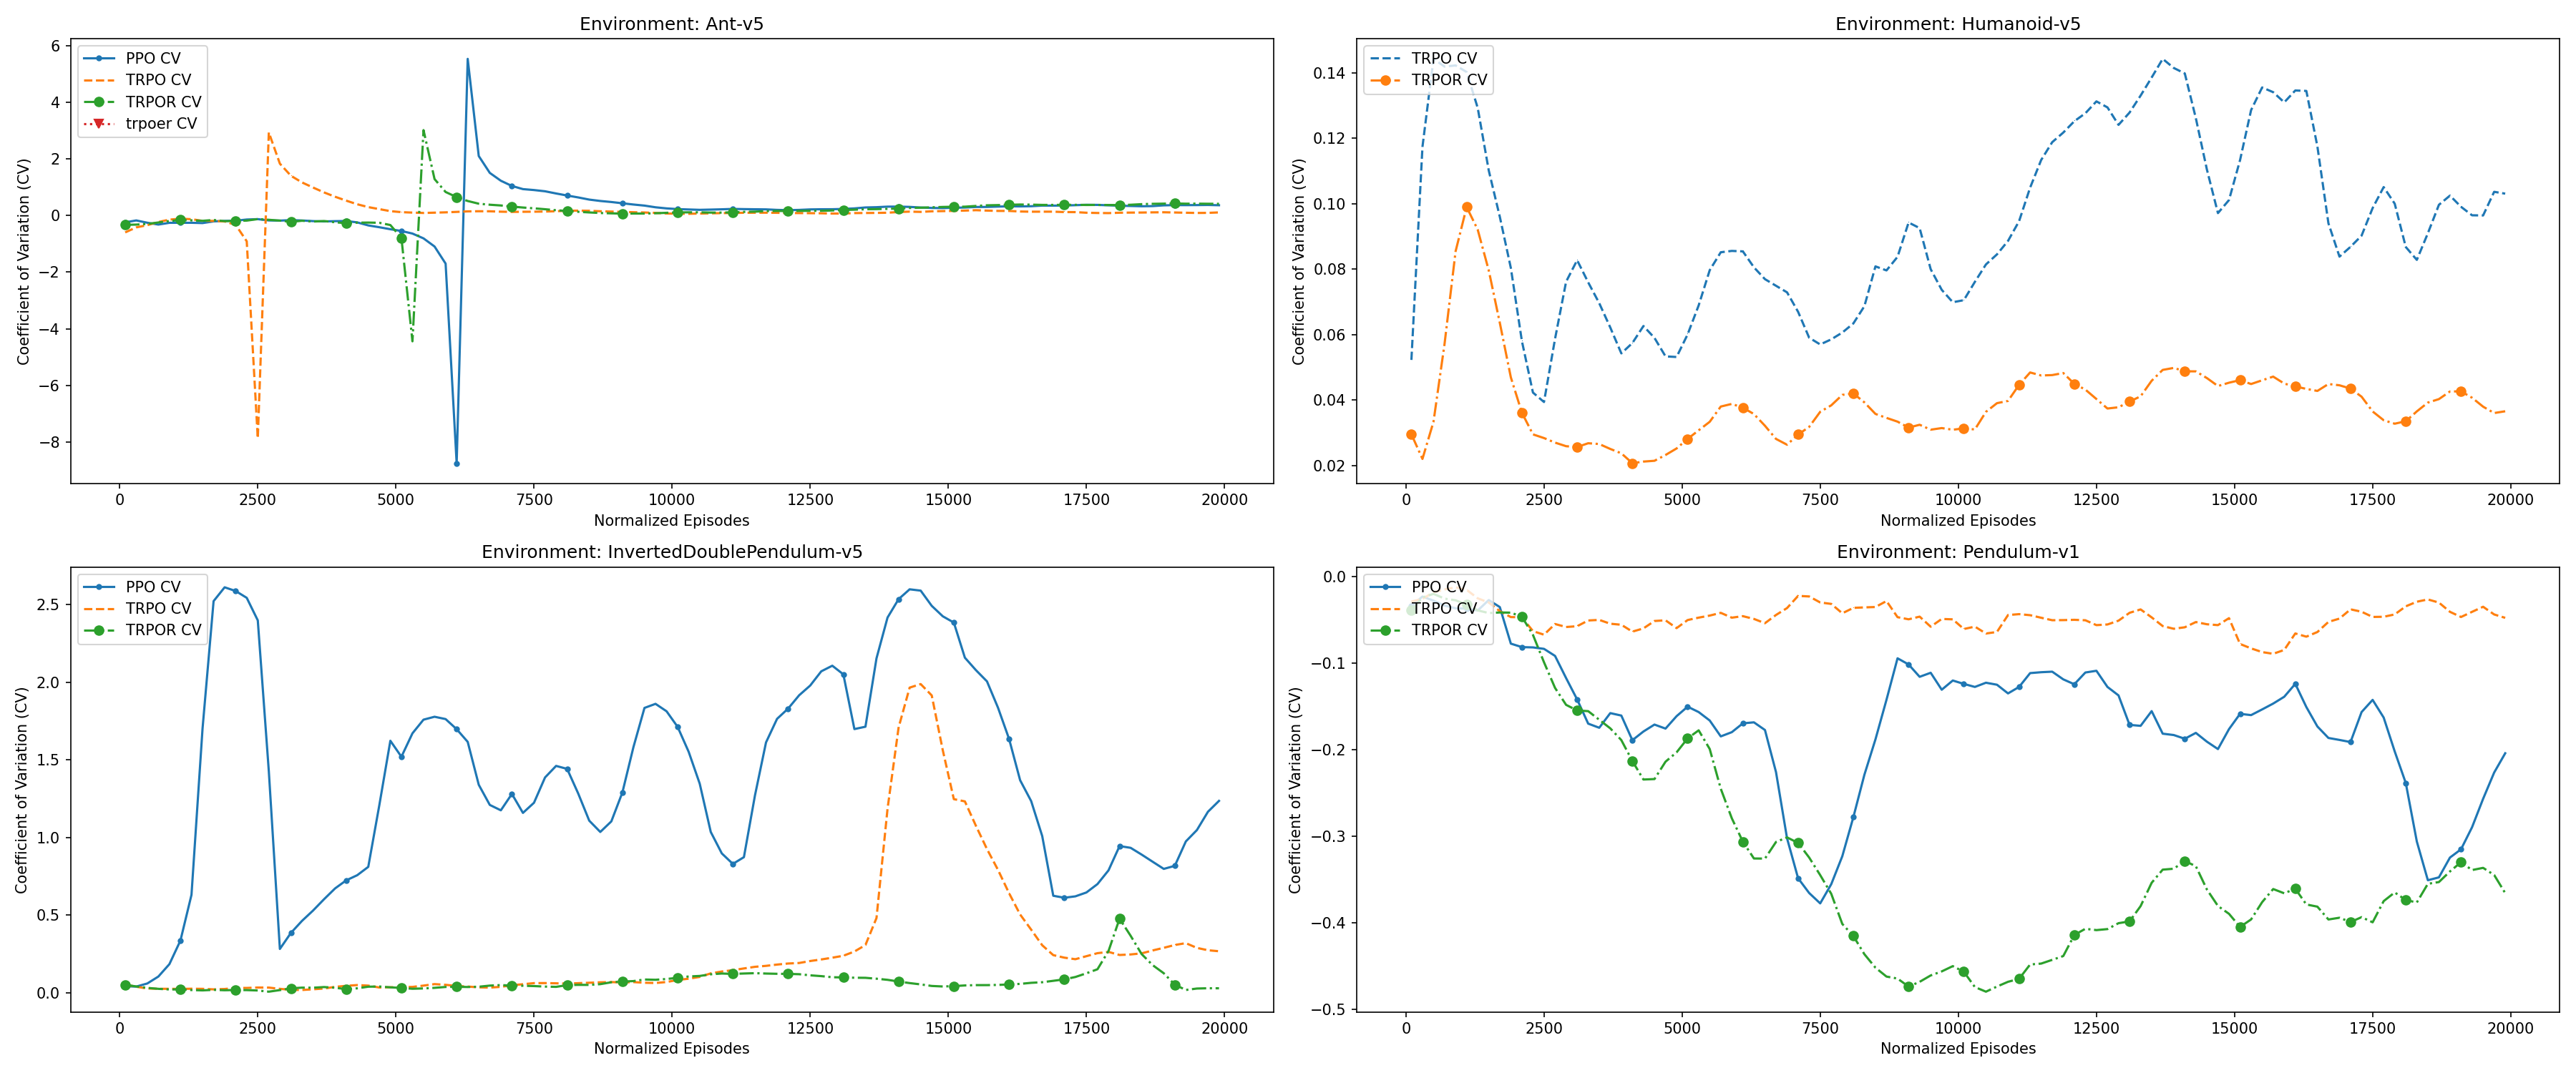 Environment: Ant-v5
PPO CV
TRPO CV
TRPOR CV
trpoer CV
Coefficient of Variation (CV)
6
4
2
0
−2
−4
−6
−8
0 2500 5000 7500 10000 12500 15000 17500 20000
Normalized Episodes
Environment: Humanoid-v5
TRPO CV
TRPOR CV
Coefficient of Variation (CV)
0.14
0.12
0.10
0.08
0.06
0.04
0.02
0 2500 5000 7500 10000 12500 15000 17500 20000
Normalized Episodes
Environment: InvertedDoublePendulum-v5
PPO CV
TRPO CV
TRPOR CV
Coefficient of Variation (CV)
2.5
2.0
1.5
1.0
0.5
0.0
0 2500 5000 7500 10000 12500 15000 17500 20000
Normalized Episodes
Environment: Pendulum-v1
PPO CV
TRPO CV
TRPOR CV
Coefficient of Variation (CV)
0.0
−0.1
−0.2
−0.3
−0.4
−0.5
0 2500 5000 7500 10000 12500 15000 17500 20000
Normalized Episodes